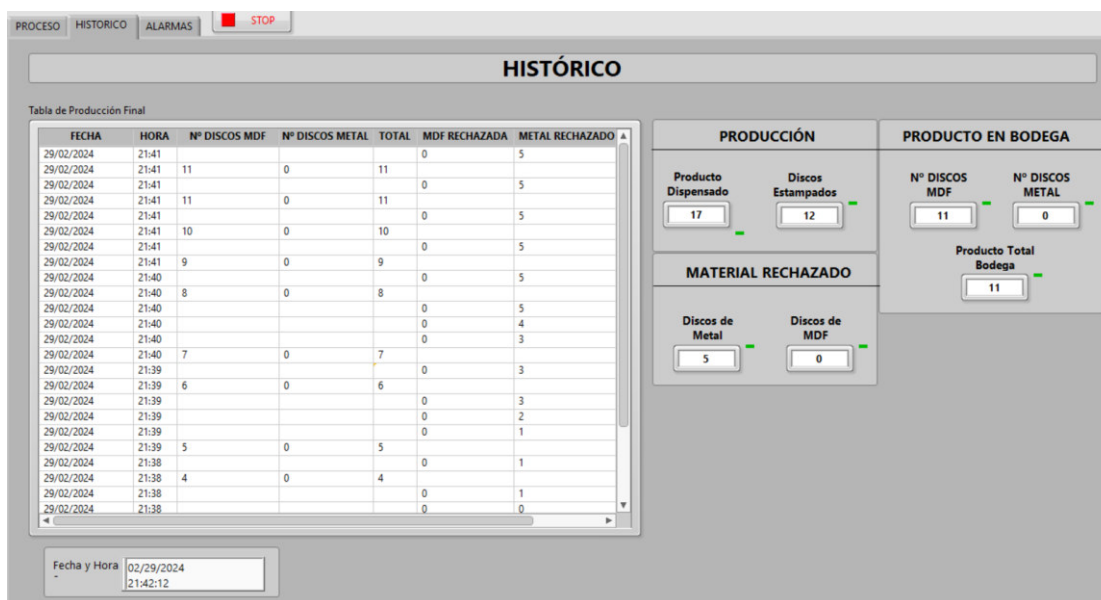 PROCESO HISTORICO ALARMAS STOP
HISTÓRICO
Tabla de Producción Final
FECHA HORA Nº DISCOS MDF Nº DISCOS METAL TOTAL MDF RECHAZADA METAL RECHAZADO
29/02/2024 21:41 0 5
29/02/2024 21:41 11 0 11
29/02/2024 21:41 0 5
29/02/2024 21:41 11 0 11
29/02/2024 21:41 0 5
29/02/2024 21:41 10 0 10
29/02/2024 21:41 0 5
29/02/2024 21:41 9 0 9
29/02/2024 21:40 0 5
29/02/2024 21:40 8 0 8
29/02/2024 21:40 0 5
29/02/2024 21:40 0 4
29/02/2024 21:40 0 3
29/02/2024 21:40 7 0 7
29/02/2024 21:39 0 3
29/02/2024 21:39 6 0 6
29/02/2024 21:39 0 3
29/02/2024 21:39 0 2
29/02/2024 21:39 0 1
29/02/2024 21:39 5 0 5
29/02/2024 21:38 0 1
29/02/2024 21:38 4 0 4
29/02/2024 21:38 0 1
29/02/2024 21:38 0 0
PRODUCCIÓN
Producto
Dispensado
17
Discos
Estampados
12
MATERIAL RECHAZADO
Discos de
Metal
5
Discos de
MDF
0
PRODUCTO EN BODEGA
Nº DISCOS
MDF
11
Nº DISCOS
METAL
0
Producto Total
Bodega
11
Fecha y Hora
-
02/29/2024
21:42:12